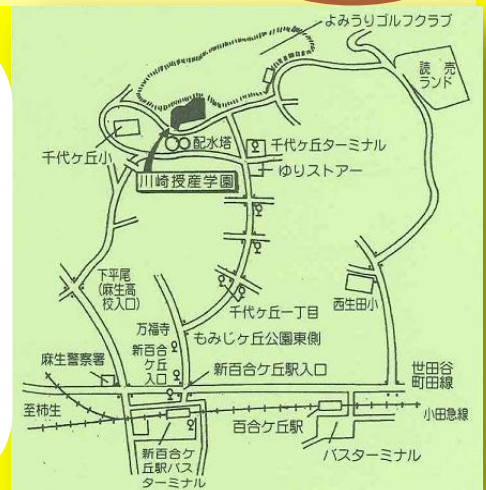 よみうりゴルフクラブ
読売
ランド
千代ヶ丘小
配水塔
千代ヶ丘ターミナル
ゆりストアー
川崎授産学園
下平尾
(麻生高
校入口)
千代ヶ丘一丁目
西生田小
万福寺
もみじヶ丘公園東側
新百合
ケ丘
入口
麻生警察署
新百合ケ丘駅入口
世田谷
町田線
至柿生
百合ケ丘駅
小田急線
新百合ケ
丘駅バス
ターミナル
バスターミナル